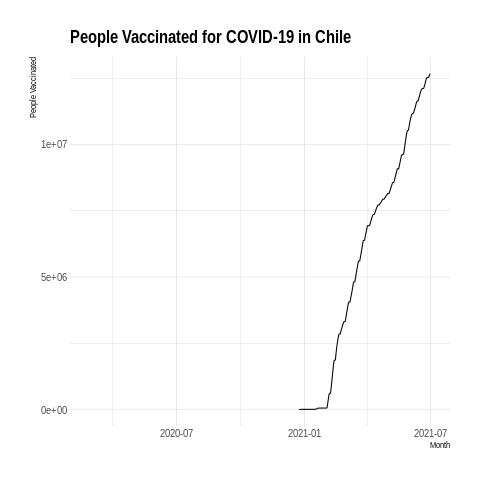 People Vaccinated for COVID-19 in Chile
People Vaccinated
1e+07
5e+06
0e+00
2020-07
2021-01
2021-07
Month